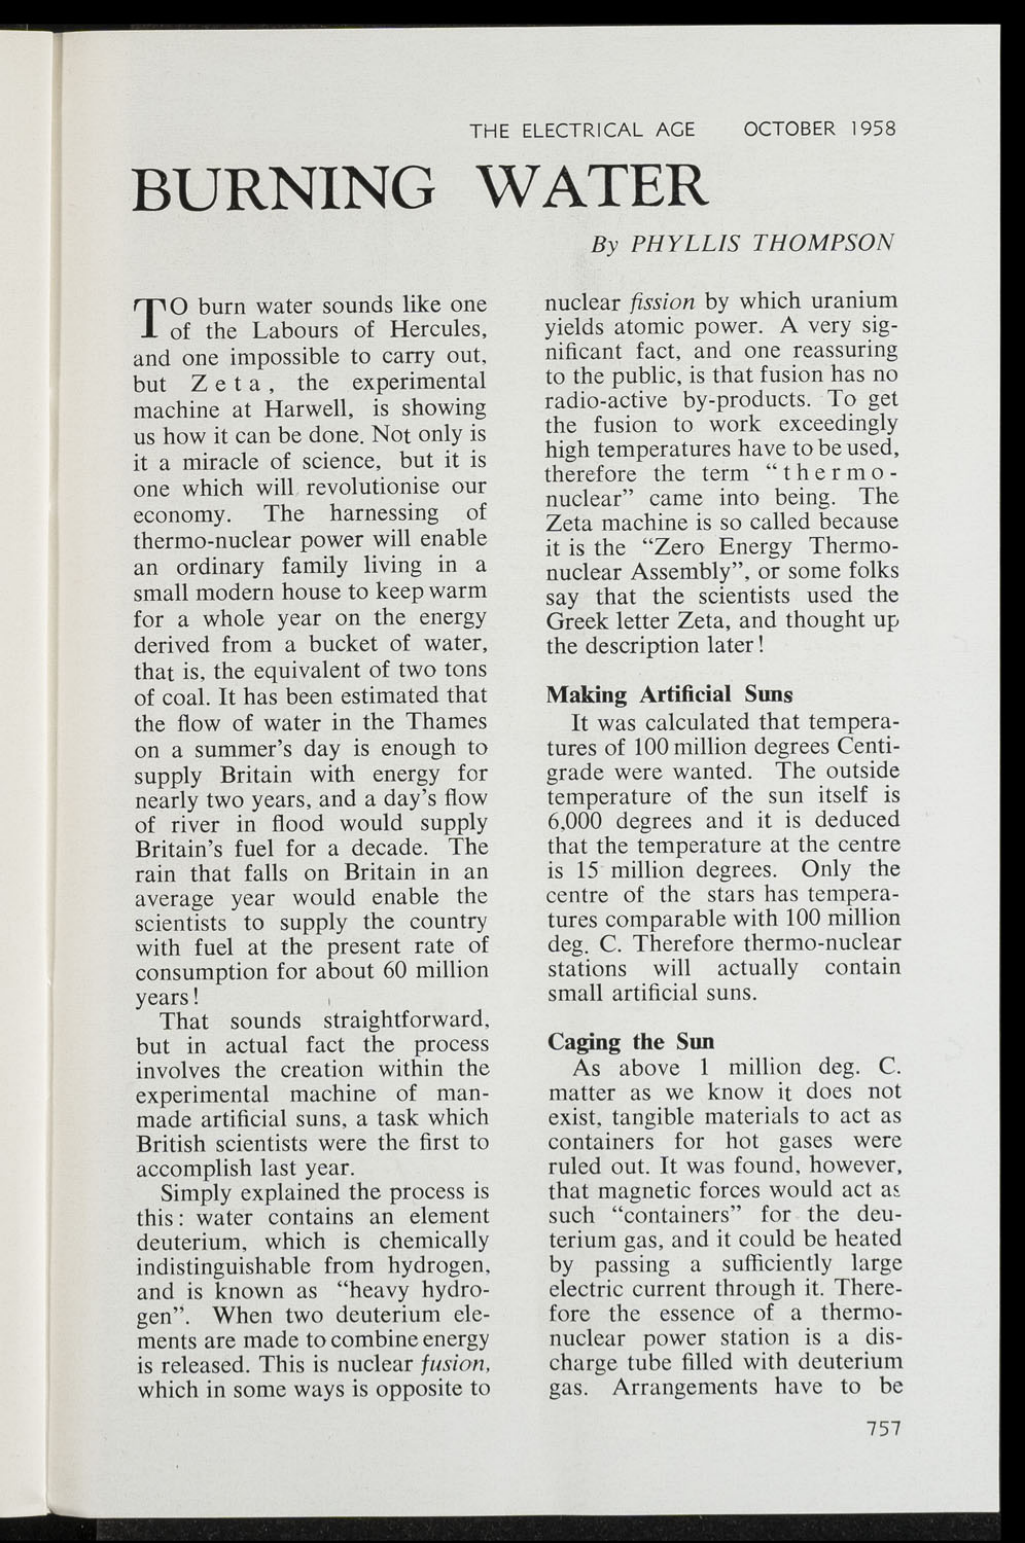 THE ELECTRICAL AGE OCTOBER 1958
BURNING WATER
By PHYLLIS THOMPSON
TO burn water sounds like one
of the Labours of Hercules,
and one impossible to carry out,
but Zeta, the experimental
machine at Harwell, is showing
us how it can be done. Not only is
it a miracle of science, but it is
one which will revolutionise our
economy. The harnessing of
thermo-nuclear power will enable
an ordinary family living in a
small modern house to keep warm
for a whole year on the energy
derived from a bucket of water,
that is, the equivalent of two tons
of coal. It has been estimated that
the flow of water in the Thames
on a summer's day is enough to
supply Britain with energy for
nearly two years, and a day's flow
of river in flood would supply
Britain's fuel for a decade. The
rain that falls on Britain in an
average year would enable the
scientists to supply the country
with fuel at the present rate of
consumption for about 60 million
years!
That sounds straightforward,
but in actual fact the process
involves the creation within the
experimental machine of man-
made artificial suns, a task which
British scientists were the first to
accomplish last year.
Simply explained the process is
this: water contains an element
deuterium, which is chemically
indistinguishable from hydrogen,
and is known as "heavy hydro-
gen". When two deuterium ele-
ments are made to combine energy
is released. This is nuclear fusion,
which in some ways is opposite to
nuclear fission by which uranium
yields atomic power. A very sig-
nificant fact, and one reassuring
to the public, is that fusion has no
radio-active by-products. To get
the fusion to work exceedingly
high temperatures have to be used,
therefore the term "thermo-
nuclear" came into being. The
Zeta machine is so called because
it is the "Zero Energy Thermo-
nuclear Assembly", or some folks
say that the scientists used the
Greek letter Zeta, and thought up
the description later!
Making Artificial Suns
It was calculated that tempera-
tures of 100 million degrees Centi-
grade were wanted. The outside
temperature of the sun itself is
6,000 degrees and it is deduced
that the temperature at the centre
is 15 million degrees. Only the
centre of the stars has tempera-
tures comparable with 100 million
deg. C. Therefore thermo-nuclear
stations will actually contain
small artificial suns.
Caging the Sun
As above 1 million deg. C.
matter as we know it does not
exist, tangible materials to act as
containers for hot gases were
ruled out. It was found, however,
that magnetic forces would act as
such "containers" for the deu-
terium gas, and it could be heated
by passing a sufficiently large
electric current through it. There-
fore the essence of a thermo-
nuclear power station is a dis-
charge tube filled with deuterium
gas. Arrangements have to be
757